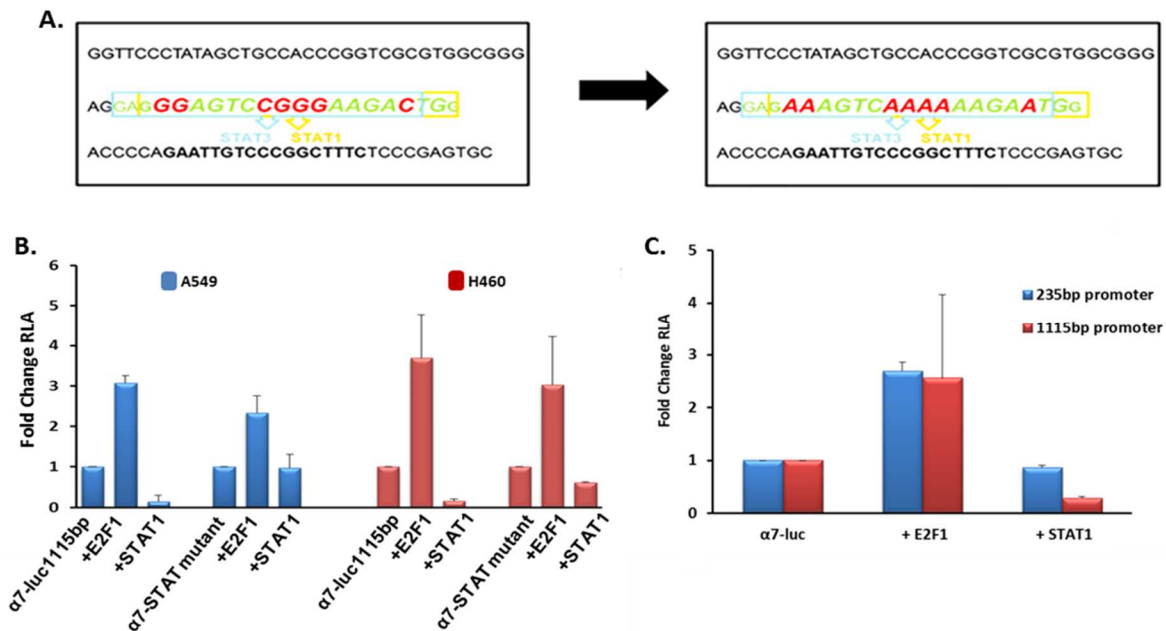 A.
GGTTCCCTATAGCTGCCACCCGGTCGCGTGGCGGG
AGGAGGGAGTCCGGGAAGACTGG
STAT3 STAT1
ACCCCAGAATTGTCCCGGCTTTCTCCCGAGTGC
GGTTCCCTATAGCTGCCACCCGGTCGCGTGGCGGG
AGGAGAAAGTCAAAAAAGAATGG
STAT3 STAT1
ACCCCAGAATTGTCCCGGCTTTCTCCCGAGTGC
B.
A549
H460
Fold Change RLA
6
5
4
3
2
1
0
α7-luc1115bp
+E2F1
+STAT1
α7-STAT mutant
+E2F1
+STAT1
α7-luc1115bp
+E2F1
+STAT1
α7-STAT mutant
+E2F1
+STAT1
C.
Fold Change RLA
5
4
3
2
1
0
235bp promoter
1115bp promoter
α7-luc
+ E2F1
+ STAT1